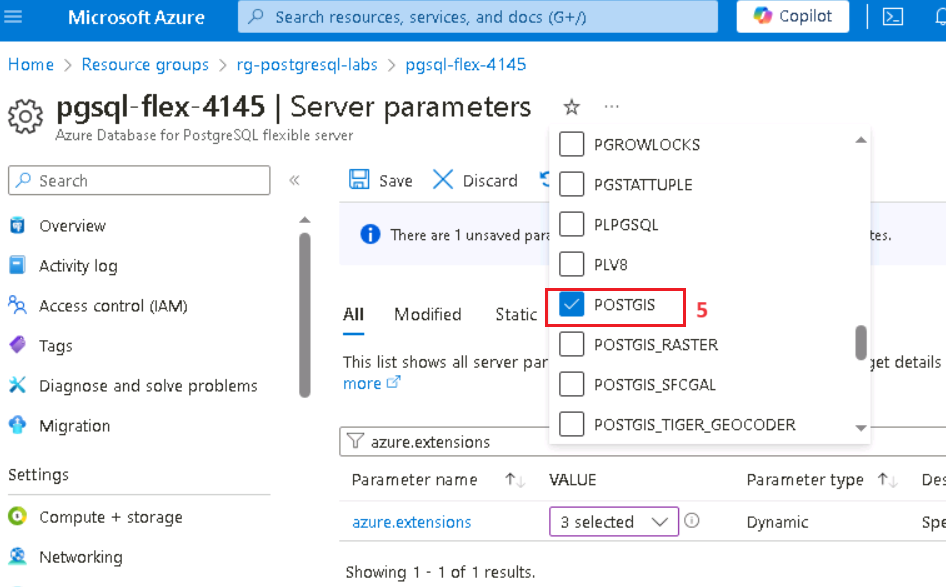 Microsoft Azure
Search resources, services, and docs (G+/)
Copilot
Home > Resource groups > rg-postgresql-labs > pgsql-flex-4145
pgsql-flex-4145 | Server parameters
Azure Database for PostgreSQL flexible server
Search
Overview
Activity log
Access control (IAM)
Tags
Diagnose and solve problems
Migration
Settings
Compute + storage
Networking
Save
Discard
There are 1 unsaved para
tes.
All
Modified
Static
This list shows all server par
get details
more
azure.extensions
PGROWLOCKS
PGSTATTUPLE
PLPGSQL
PLV8
POSTGIS
5
POSTGIS_RASTER
POSTGIS_SFCGAL
POSTGIS_TIGER_GEOCODER
Parameter name
VALUE
Parameter type
Des
azure.extensions
3 selected
Dynamic
Spe
Showing 1 - 1 of 1 results.